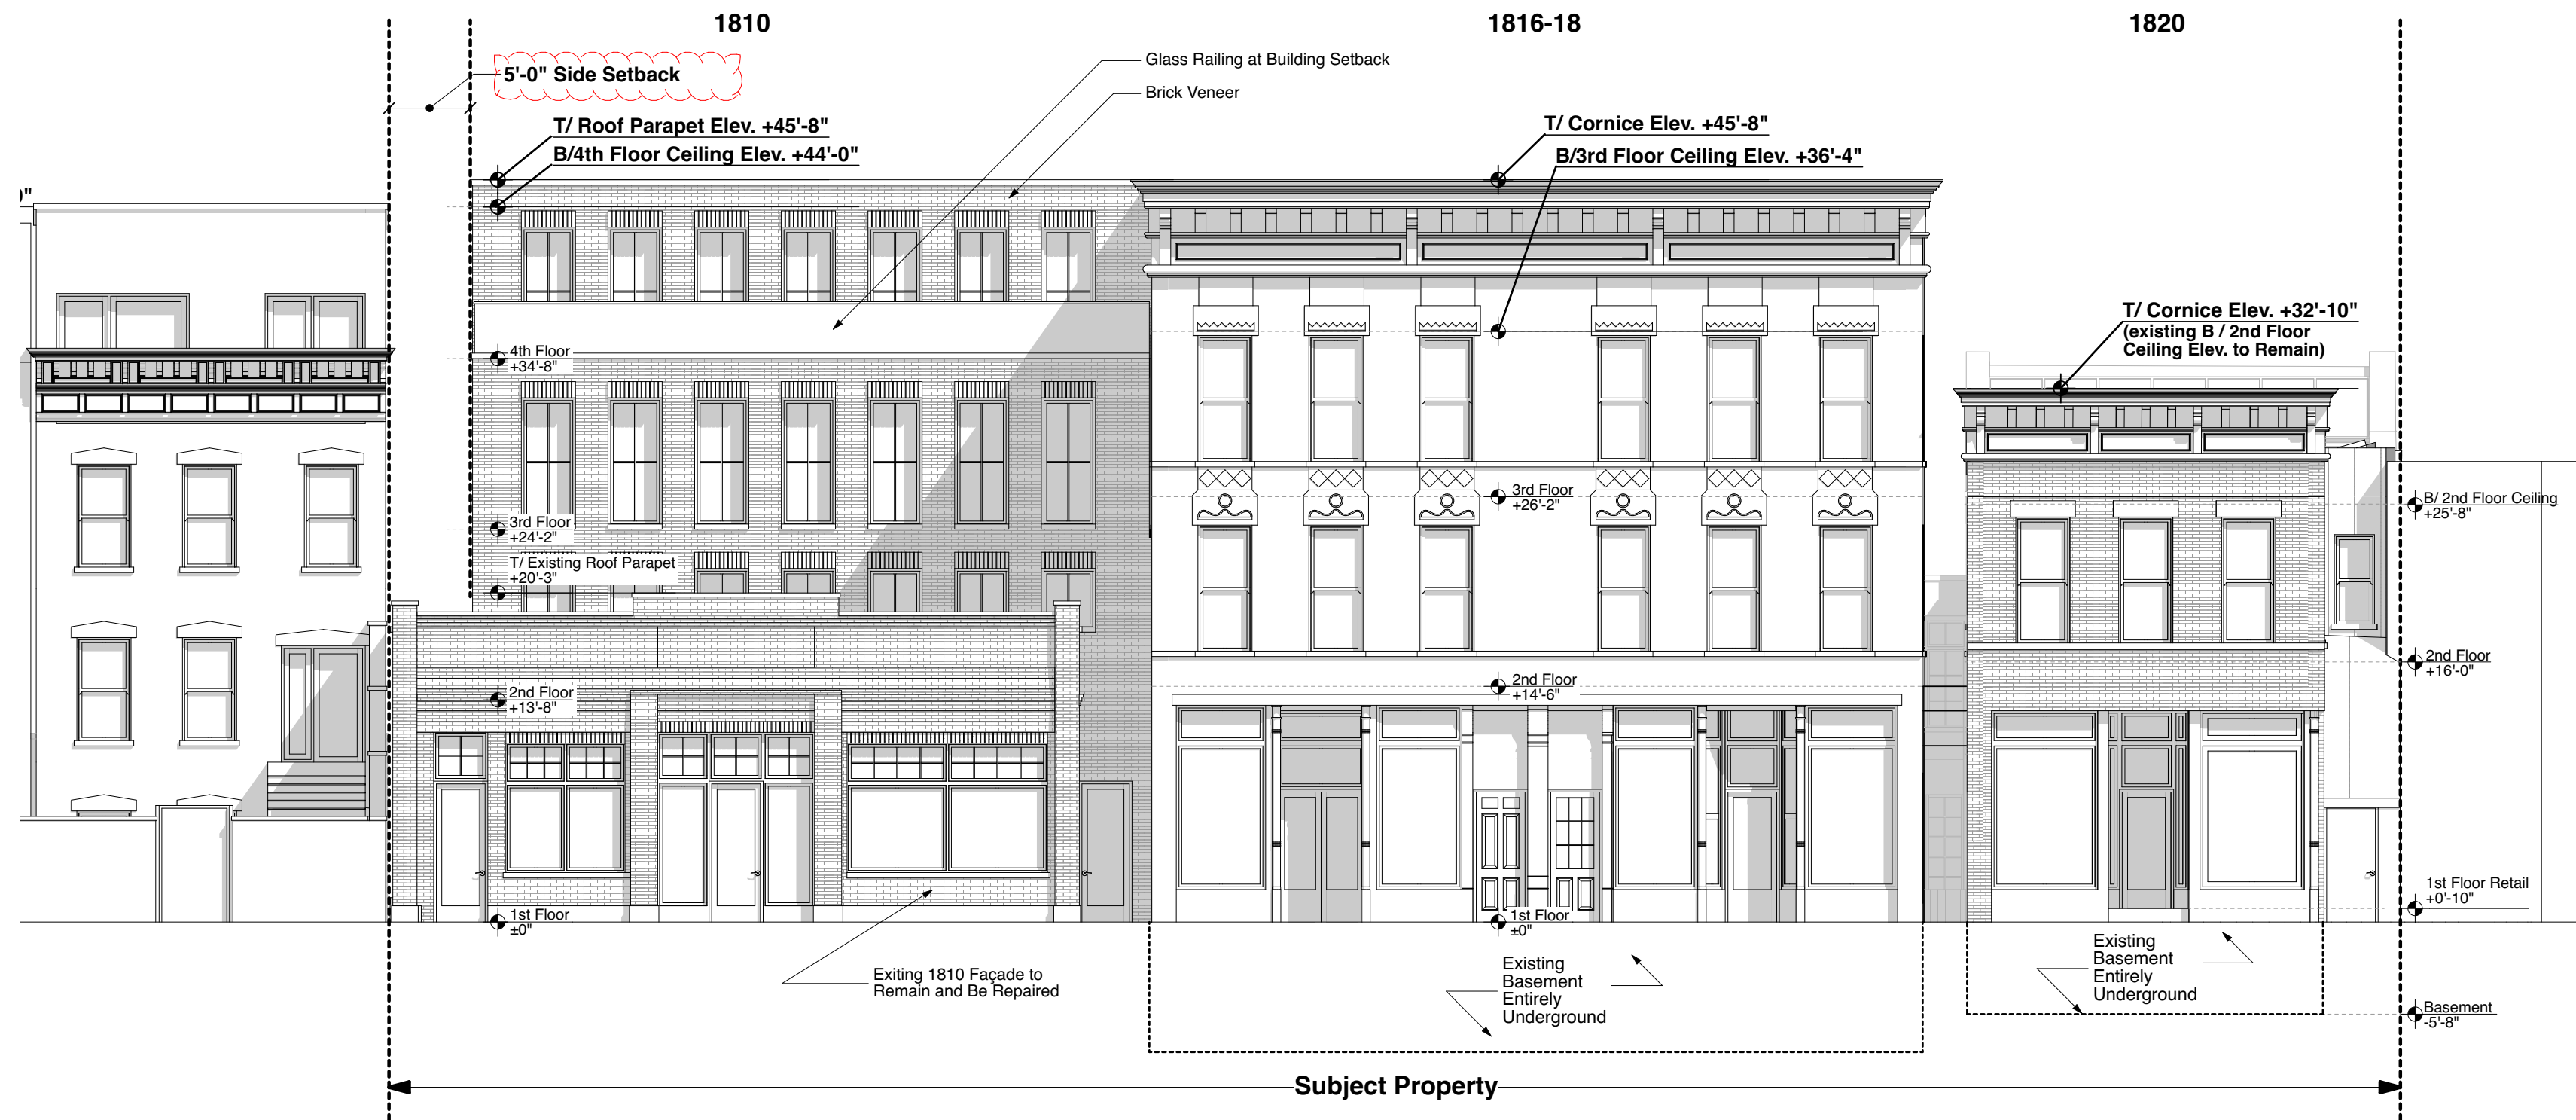 1810
1816-18
1820
5'-0" Side Setback
Glass Railing at Building Setback
Brick Veneer
T/ Roof Parapet Elev. +45'-8"
B/4th Floor Ceiling Elev. +44'-0"
T/ Cornice Elev. +45'-8"
B/3rd Floor Ceiling Elev. +36'-4"
"
T/ Cornice Elev. +32'-10"
(existing B / 2nd Floor
Ceiling Elev. to Remain)
4th Floor
+34'-8"
3rd Floor
+26'-2"
B/ 2nd Floor Ceiling
+25'-8"
3rd Floor
+24'-2"
T/ Existing Roof Parapet
+20'-3"
2nd Floor
+16'-0"
2nd Floor
+14'-6"
2nd Floor
+13'-8"
1st Floor Retail
+0'-10"
1st Floor
±0"
1st Floor
±0"
Exiting 1810 Façade to
Remain and Be Repaired
Existing
Basement
Entirely
Underground
Existing
Basement
Entirely
Underground
Basement
-5'-8"
Subject Property